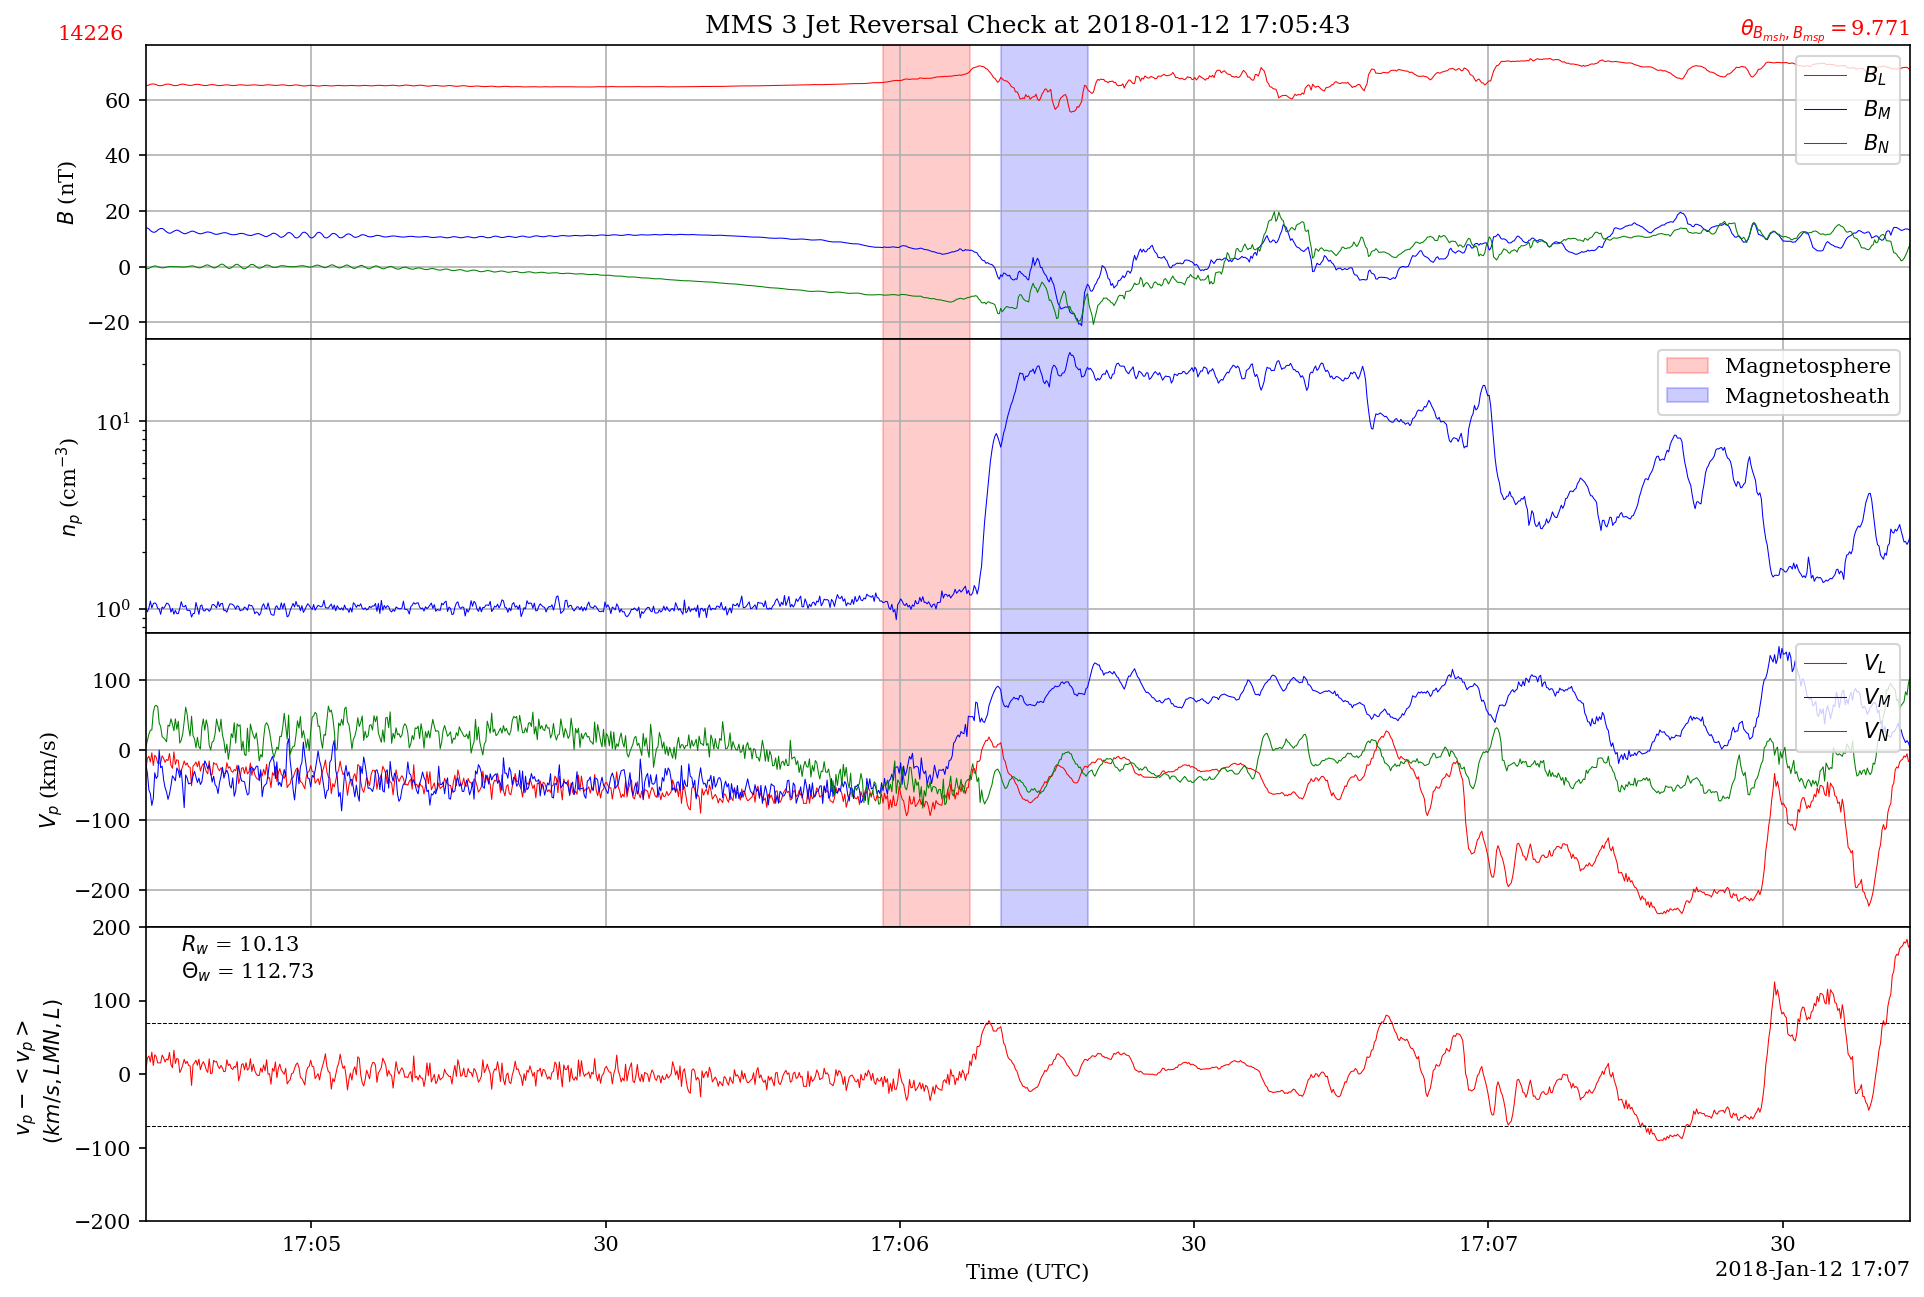 14226
MMS 3 Jet Reversal Check at 2018-01-12 17:05:43
θ_{B_{msh}, B_{msp}} = 9.771
B (nT)
60
40
20
0
−20
B_L
B_M
B_N
n_p (cm^{−3})
10^1
10^0
Magnetosphere
Magnetosheath
V_p (km/s)
100
0
−100
−200
V_L
V_M
V_N
v_p − < v_p >
(km/s, LMN, L)
200
100
0
−100
−200
R_w = 10.13
Θ_w = 112.73
17:05
30
17:06
30
17:07
30
Time (UTC)
2018-Jan-12 17:07